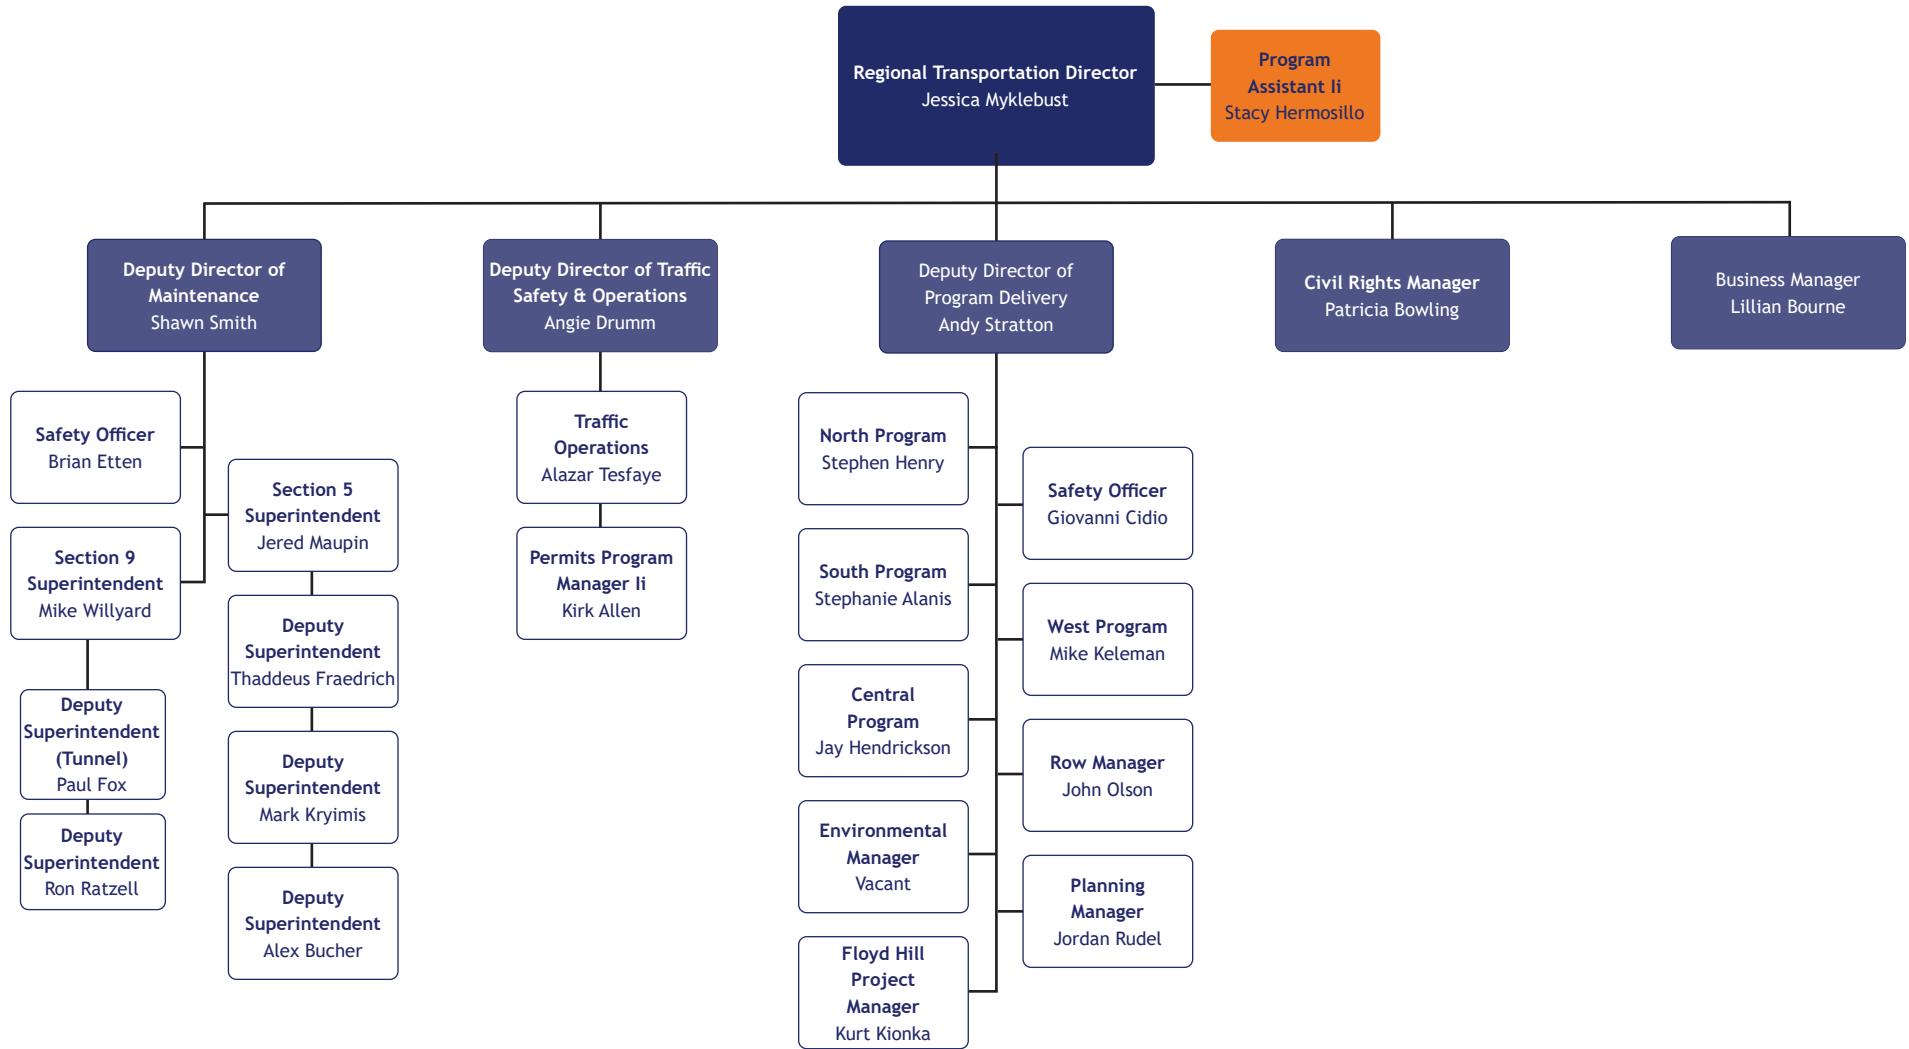 Regional Transportation Director
Jessica Myklebust
Program
Assistant Ii
Stacy Hermosillo
Deputy Director of
Maintenance
Shawn Smith
Deputy Director of Traffic
Safety & Operations
Angie Drumm
Deputy Director of
Program Delivery
Andy Stratton
Civil Rights Manager
Patricia Bowling
Business Manager
Lillian Bourne
Safety Officer
Brian Etten
Section 5
Superintendent
Jered Maupin
Section 9
Superintendent
Mike Willyard
Deputy
Superintendent
Thaddeus Fraedrich
Deputy
Superintendent
(Tunnel)
Paul Fox
Deputy
Superintendent
Mark Kryimis
Deputy
Superintendent
Ron Ratzell
Deputy
Superintendent
Alex Bucher
Traffic
Operations
Alazar Tesfaye
Permits Program
Manager Ii
Kirk Allen
North Program
Stephen Henry
Safety Officer
Giovanni Cidio
South Program
Stephanie Alanis
West Program
Mike Keleman
Central
Program
Jay Hendrickson
Row Manager
John Olson
Environmental
Manager
Vacant
Planning
Manager
Jordan Rudel
Floyd Hill
Project
Manager
Kurt Kionka